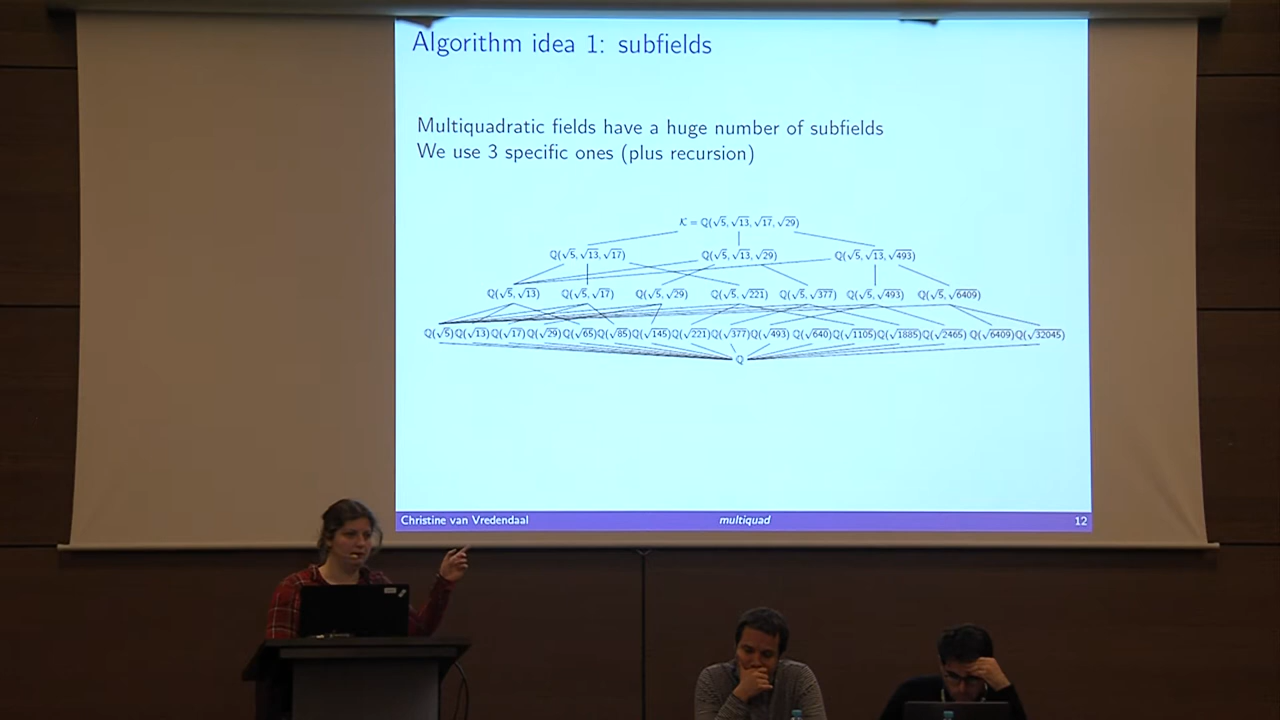 Algorithm idea 1: subfields
Multiquadratic fields have a huge number of subfields
We use 3 specific ones (plus recursion)
K = ℚ(√5, √13, √17, √29)
ℚ(√5, √13, √17) ℚ(√5, √13, √29) ℚ(√5, √13, √493)
ℚ(√5, √13) ℚ(√5, √17) ℚ(√5, √29) ℚ(√5, √221) ℚ(√5, √377) ℚ(√5, √493) ℚ(√5, √6409)
ℚ(√5) ℚ(√13) ℚ(√17) ℚ(√29) ℚ(√65) ℚ(√85) ℚ(√145) ℚ(√221) ℚ(√377) ℚ(√493) ℚ(√640) ℚ(√1105) ℚ(√1885) ℚ(√2465) ℚ(√6409) ℚ(√32045)
ℚ
Christine van Vredendaal multiquad 12